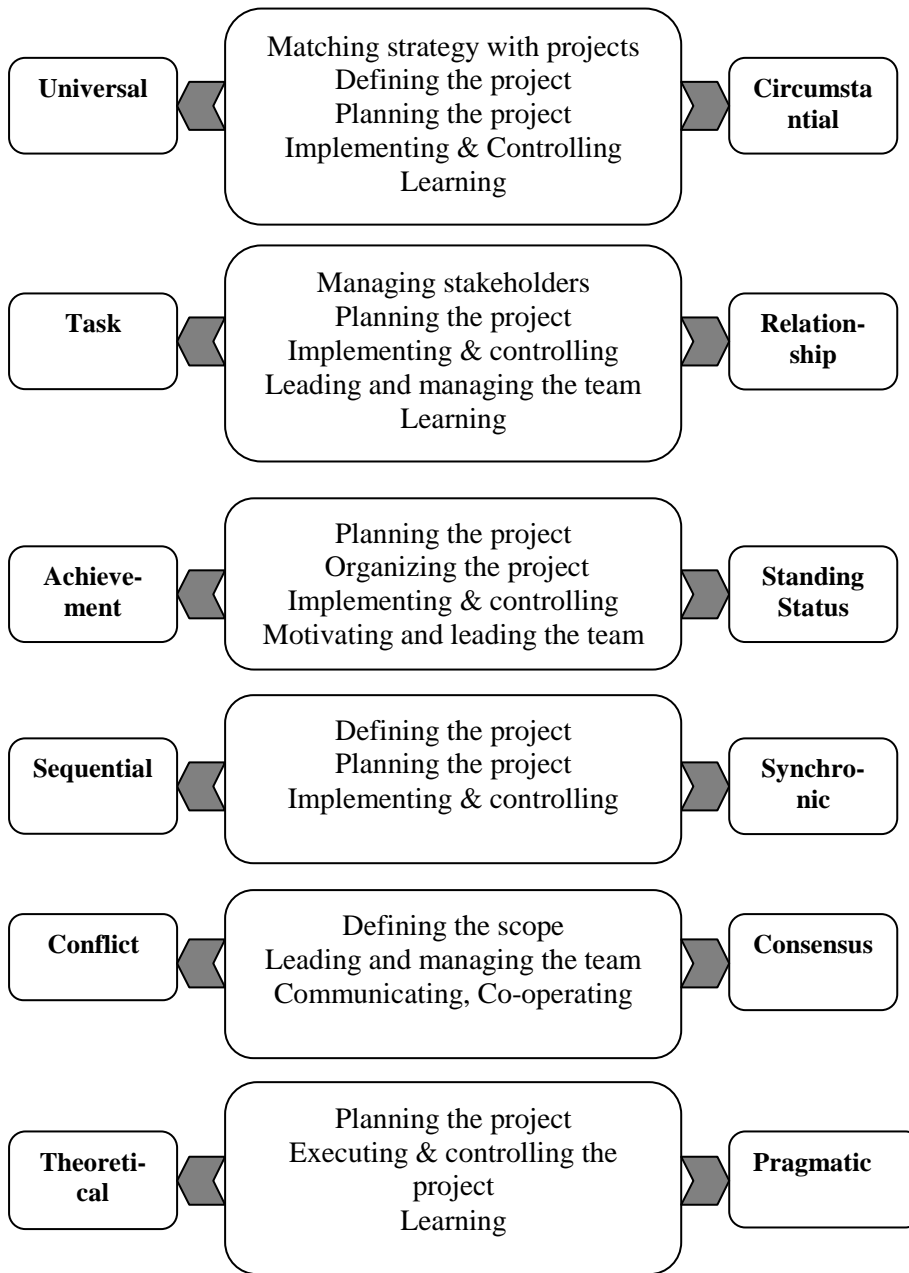 Universal
Matching strategy with projects
Defining the project
Planning the project
Implementing & Controlling
Learning
Circumsta
ntial
Task
Managing stakeholders
Planning the project
Implementing & controlling
Leading and managing the team
Learning
Relation-
ship
Achieve-
ment
Planning the project
Organizing the project
Implementing & controlling
Motivating and leading the team
Standing
Status
Sequential
Defining the project
Planning the project
Implementing & controlling
Synchro-
nic
Conflict
Defining the scope
Leading and managing the team
Communicating, Co-operating
Consensus
Theoreti-
cal
Planning the project
Executing & controlling the
project
Learning
Pragmatic